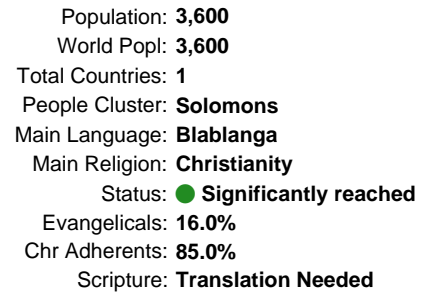 Population: 3,600
World Popl: 3,600
Total Countries: 1
People Cluster: Solomons
Main Language: Blablanga
Main Religion: Christianity
Status: Significantly reached
Evangelicals: 16.0%
Chr Adherents: 85.0%
Scripture: Translation Needed